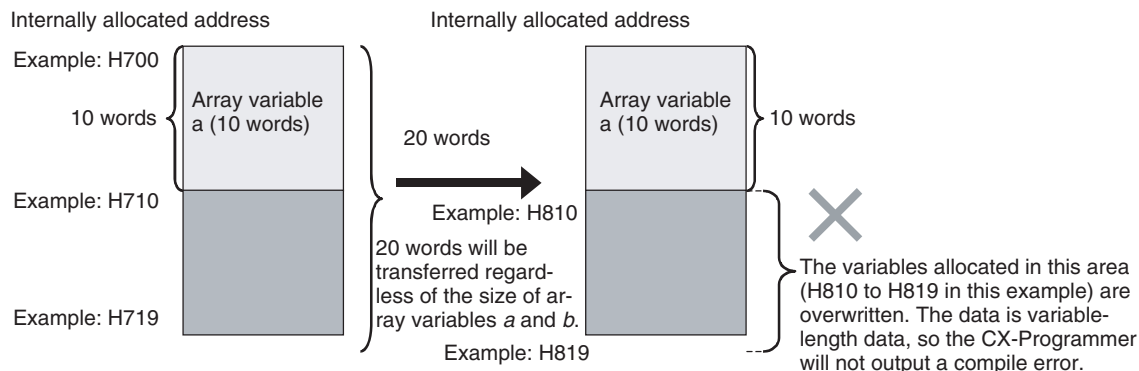 Internally allocated address
Internally allocated address
Example: H700
10 words
Array variable
a (10 words)
20 words
Array variable
a (10 words)
10 words
Example: H710
Example: H810
20 words will be
transferred regard-
less of the size of ar-
ray variables a and b.
The variables allocated in this area
(H810 to H819 in this example) are
overwritten. The data is variable-
length data, so the CX-Programmer
will not output a compile error.
Example: H719
Example: H819